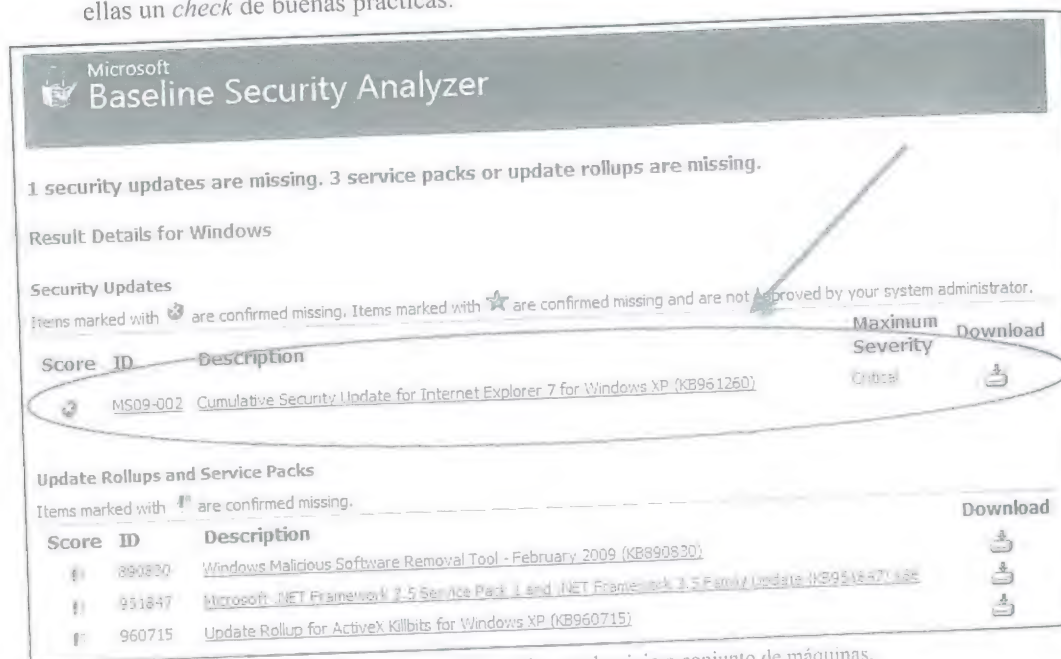 ellas un check de buenas prácticas.
Microsoft
Baseline Security Analyzer
1 security updates are missing. 3 service packs or update rollups are missing.
Result Details for Windows
Security Updates
Items marked with are confirmed missing. Items marked with are confirmed missing and are not approved by your system administrator.
Score ID Description Maximum Severity Download
MS09-002 Cumulative Security Update for Internet Explorer 7 for Windows XP (KB961260) Critical
Update Rollups and Service Packs
Items marked with are confirmed missing.
Score ID Description Download
890830 Windows Malicious Software Removal Tool - February 2009 (KB890830)
951847 Microsoft .NET Framework 3.5 Service Pack 1 and .NET Framework 3.5 Family Update (KB951847) x86
960715 Update Rollup for ActiveX Killbits for Windows XP (KB960715)
conjunto de máquinas.